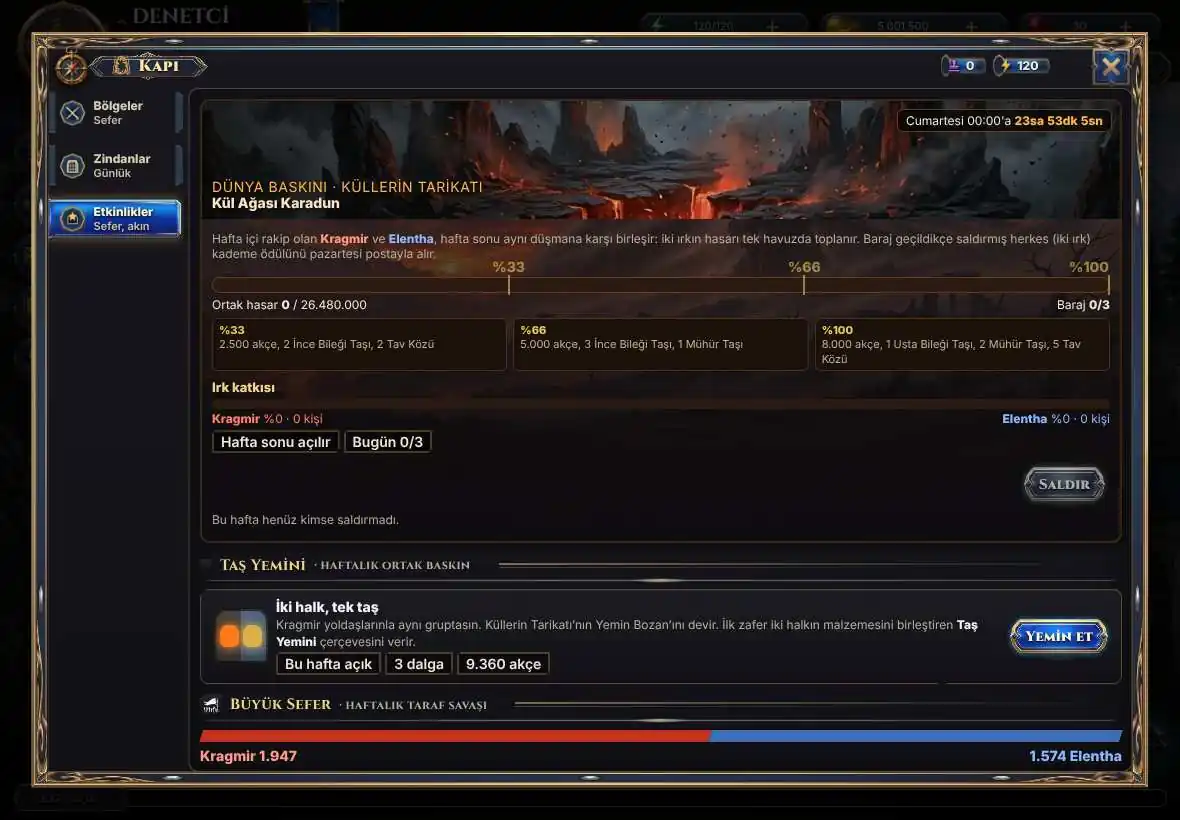 DENETCİ
120/120
5 001 500
30
KAPI
0
120
Bölgeler
Sefer
Zindanlar
Günlük
Etkinlikler
Sefer, akın
Cumartesi 00:00'a 23sa 53dk 5sn
DÜNYA BASKINI · KÜLLERİN TARİKATI
Kül Ağası Karadun
Hafta içi rakip olan Kragmir ve Elentha, hafta sonu aynı düşmana karşı birleşir: iki ırkın hasarı tek havuzda toplanır. Baraj geçildikçe saldırmış herkes (iki ırk)
kademe ödülünü pazartesi postayla alır.
%33
%66
%100
Ortak hasar 0 / 26.480.000
Baraj 0/3
%33
2.500 akçe, 2 İnce Bileği Taşı, 2 Tav Közü
%66
5.000 akçe, 3 İnce Bileği Taşı, 1 Mühür Taşı
%100
8.000 akçe, 1 Usta Bileği Taşı, 2 Mühür Taşı, 5 Tav
Közü
Irk katkısı
Kragmir %0 · 0 kişi
Elentha %0 · 0 kişi
Hafta sonu açılır
Bugün 0/3
SALDIR
Bu hafta henüz kimse saldırmadı.
TAŞ YEMİNİ · HAFTALIK ORTAK BASKIN
İki halk, tek taş
Kragmir yoldaşlarınla aynı gruptasın. Küllerin Tarikatı'nın Yemin Bozan'ını devir. İlk zafer iki halkın malzemesini birleştiren Taş
Yemini çerçevesini verir.
YEMİN ET
Bu hafta açık
3 dalga
9.360 akçe
BÜYÜK SEFER · HAFTALIK TARAF SAVAŞI
Kragmir 1.947
1.574 Elentha